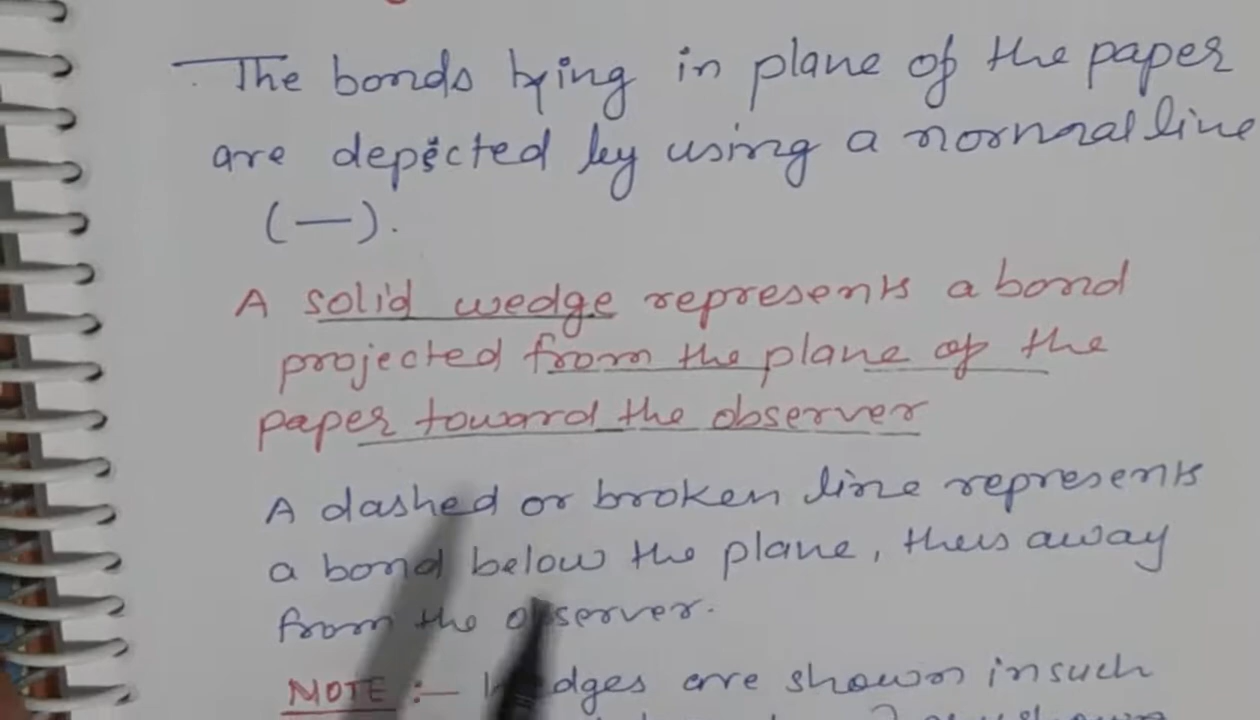 The bonds lying in plane of the paper
are depicted by using a normal line
(—).
A solid wedge represents a bond
projected from the plane of the
paper toward the observer
A dashed or broken line represents
a bond below the plane, thus away
from the observer.
NOTE :— Wedges are shown in such